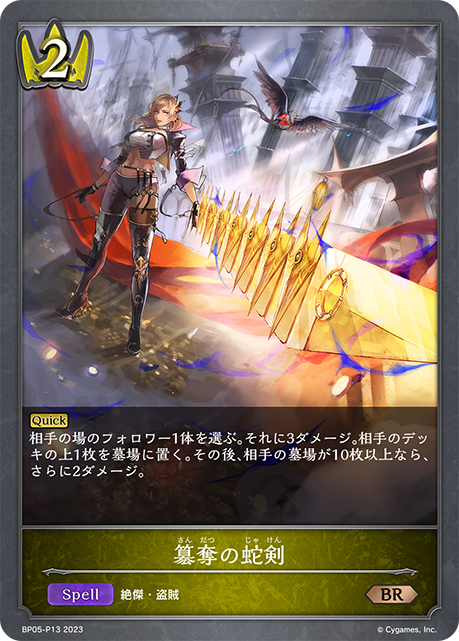 2
Quick
相手の場のフォロワー1体を選ぶ。それに3ダメージ。相手のデッ
キの上1枚を墓場に置く。その後、相手の墓場が10枚以上なら、
さらに2ダメージ。
さん だつ じゃ けん
簒奪の蛇剣
Spell 絶傑・盗賊 BR
BP05-P13 2023 © Cygames, Inc.